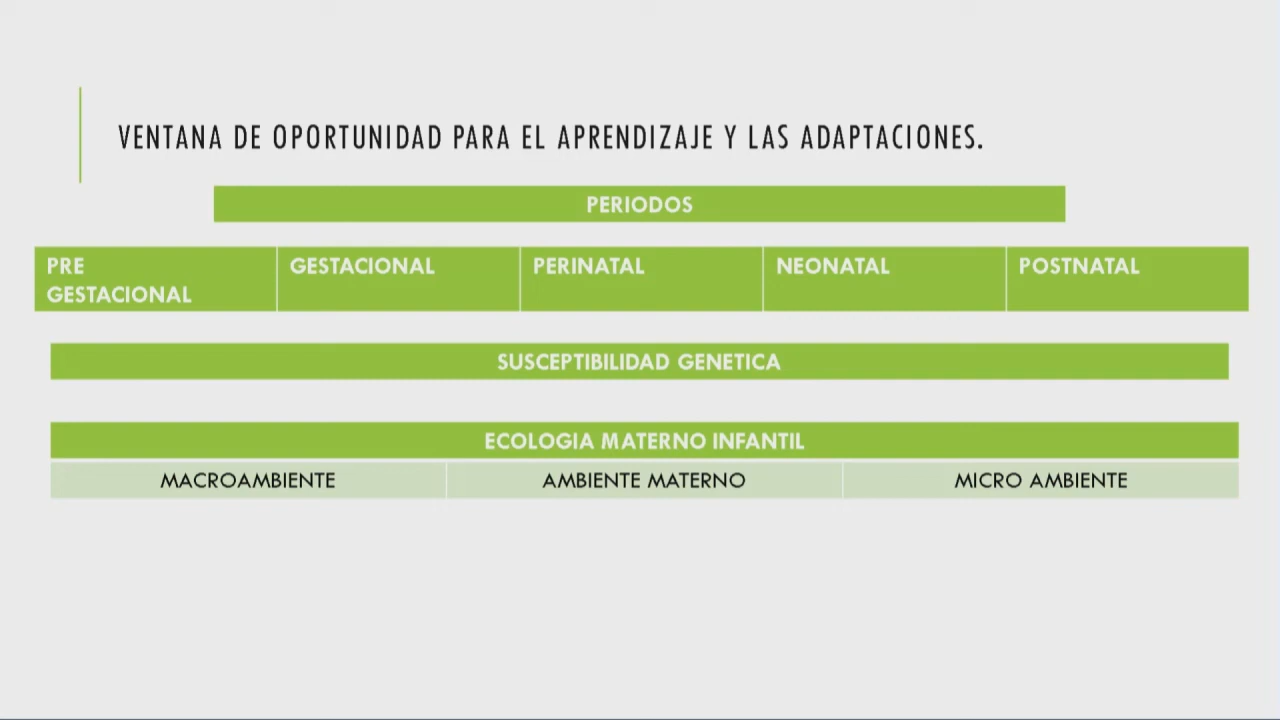 VENTANA DE OPORTUNIDAD PARA EL APRENDIZAJE Y LAS ADAPTACIONES.
PERIODOS
PRE
GESTACIONAL
GESTACIONAL
PERINATAL
NEONATAL
POSTNATAL
SUSCEPTIBILIDAD GENETICA
ECOLOGIA MATERNO INFANTIL
MACROAMBIENTE
AMBIENTE MATERNO
MICRO AMBIENTE